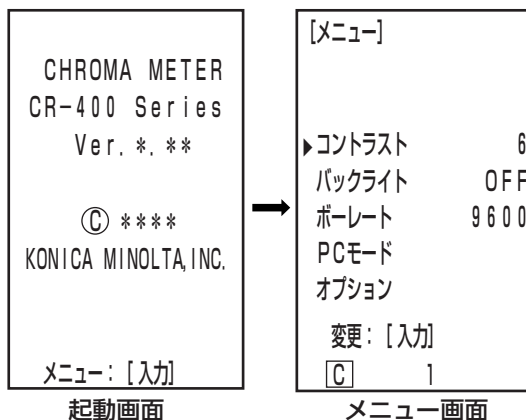 CHROMA METER
CR-400 Series
Ver. *. **
Ⓒ ****
KONICA MINOLTA, INC.
メニュー : [入力]
起動画面
[メニュー]
▶コントラスト 6
バックライト OFF
ボーレート 9600
PCモード
オプション
変更 : [入力]
C 1
メニュー画面